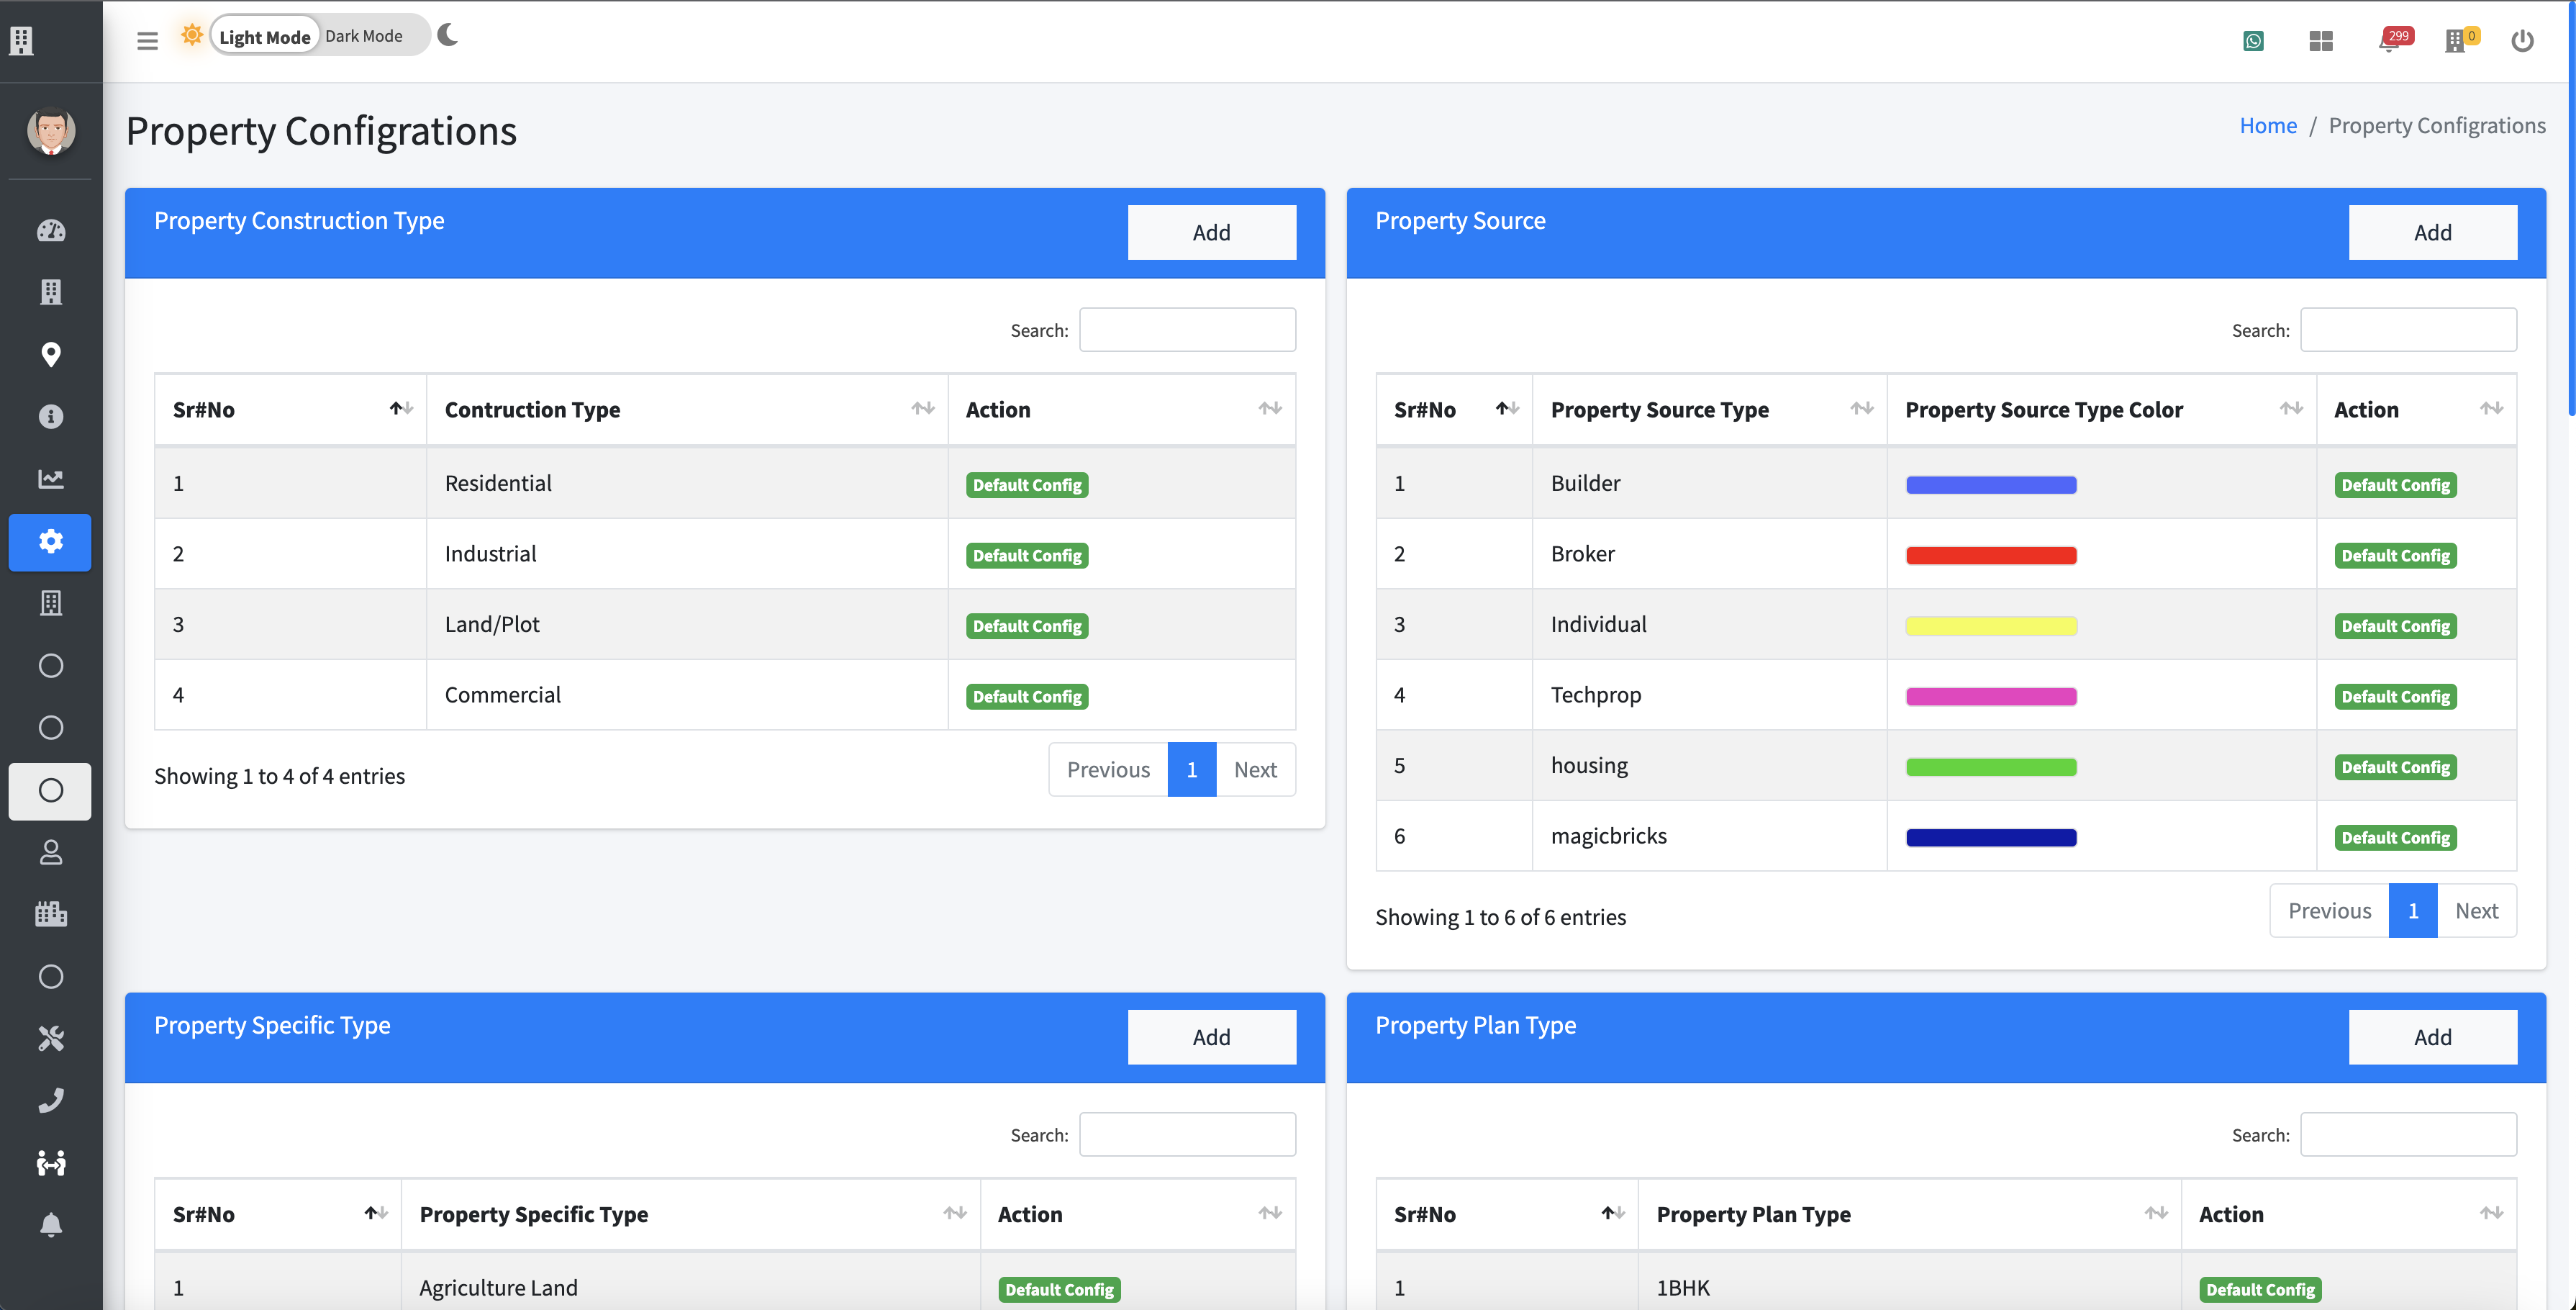 Light Mode Dark Mode
299
0
Property Configrations
Home / Property Configrations
Property Construction Type
Add
Search:
Sr#No Contruction Type Action
1 Residential Default Config
2 Industrial Default Config
3 Land/Plot Default Config
4 Commercial Default Config
Showing 1 to 4 of 4 entries
Previous 1 Next
Property Source
Add
Search:
Sr#No Property Source Type Property Source Type Color Action
1 Builder Default Config
2 Broker Default Config
3 Individual Default Config
4 Techprop Default Config
5 housing Default Config
6 magicbricks Default Config
Showing 1 to 6 of 6 entries
Previous 1 Next
Property Specific Type
Add
Search:
Sr#No Property Specific Type Action
1 Agriculture Land Default Config
Property Plan Type
Add
Search:
Sr#No Property Plan Type Action
1 1BHK Default Config